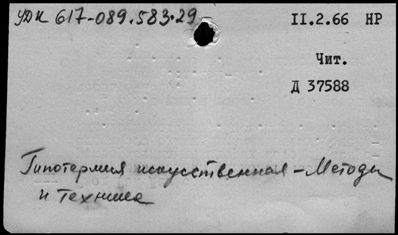 УДК 617-089.583.29
II.2.66 НР
Чит.
Д 37588
Гипотермия искусственная - Методы
и техника